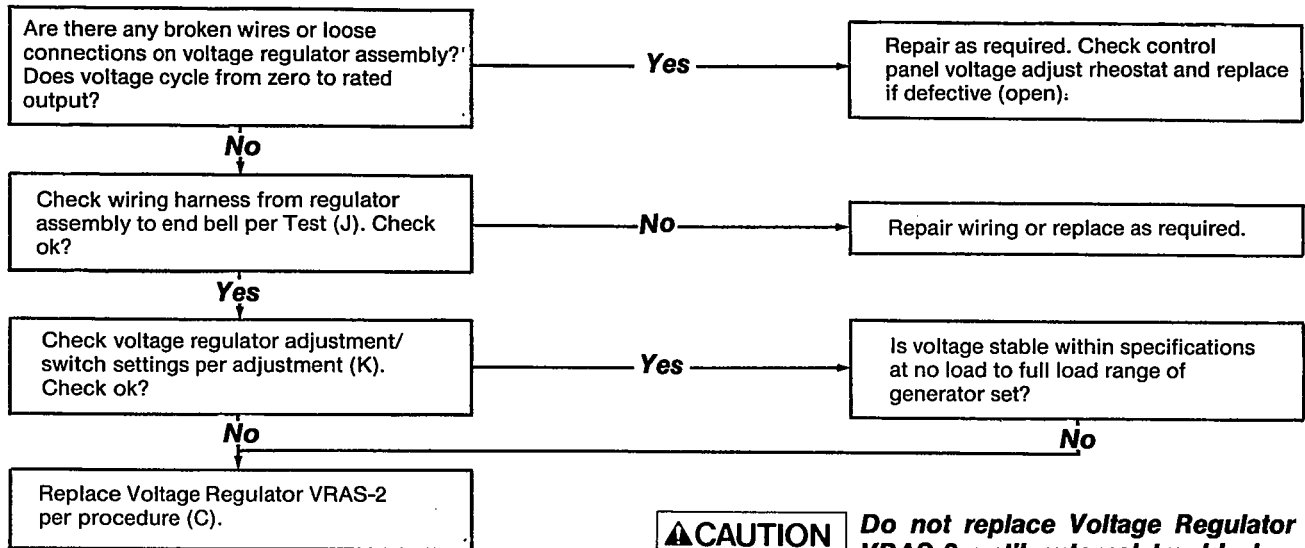 Are there any broken wires or loose
connections on voltage regulator assembly?'
Does voltage cycle from zero to rated
output?
Yes
Repair as required. Check control
panel voltage adjust rheostat and replace
if defective (open).
No
Check wiring harness from regulator
assembly to end bell per Test (J). Check
ok?
No
Repair wiring or replace as required.
Yes
Check voltage regulator adjustment/
switch settings per adjustment (K).
Check ok?
Yes
Is voltage stable within specifications
at no load to full load range of
generator set?
No
No
Replace Voltage Regulator VRAS-2
per procedure (C).
⚠CAUTION
Do not replace Voltage Regulator